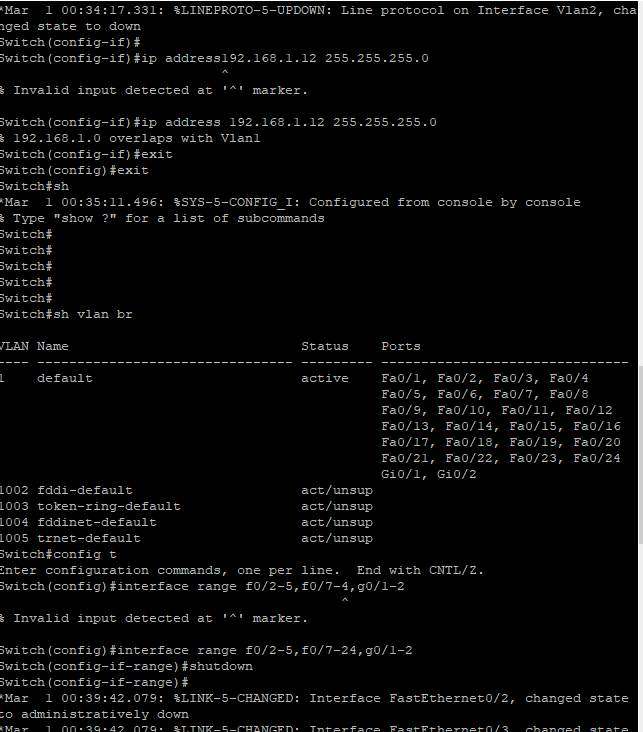 *Mar  1 00:34:17.331: %LINEPROTO-5-UPDOWN: Line protocol on Interface Vlan2, cha
nged state to down
Switch(config-if)#
Switch(config-if)#ip address192.168.1.12 255.255.255.0
                            ^
% Invalid input detected at '^' marker.

Switch(config-if)#ip address 192.168.1.12 255.255.255.0
% 192.168.1.0 overlaps with Vlan1
Switch(config-if)#exit
Switch(config)#exit
Switch#sh
*Mar  1 00:35:11.496: %SYS-5-CONFIG_I: Configured from console by console
% Type "show ?" for a list of subcommands
Switch#
Switch#
Switch#
Switch#
Switch#
Switch#sh vlan br

VLAN Name                             Status    Ports
---- -------------------------------- --------- -------------------------------
1    default                          active    Fa0/1, Fa0/2, Fa0/3, Fa0/4
                                                Fa0/5, Fa0/6, Fa0/7, Fa0/8
                                                Fa0/9, Fa0/10, Fa0/11, Fa0/12
                                                Fa0/13, Fa0/14, Fa0/15, Fa0/16
                                                Fa0/17, Fa0/18, Fa0/19, Fa0/20
                                                Fa0/21, Fa0/22, Fa0/23, Fa0/24
                                                Gi0/1, Gi0/2
1002 fddi-default                     act/unsup
1003 token-ring-default               act/unsup
1004 fddinet-default                  act/unsup
1005 trnet-default                    act/unsup
Switch#config t
Enter configuration commands, one per line.  End with CNTL/Z.
Switch(config)#interface range f0/2-5,f0/7-4,g0/1-2
                                           ^
% Invalid input detected at '^' marker.

Switch(config)#interface range f0/2-5,f0/7-24,g0/1-2
Switch(config-if-range)#shutdown
Switch(config-if-range)#
*Mar  1 00:39:42.079: %LINK-5-CHANGED: Interface FastEthernet0/2, changed state
to administratively down
*Mar  1 00:39:42.079: %LINK-5-CHANGED: Interface FastEthernet0/3, changed state